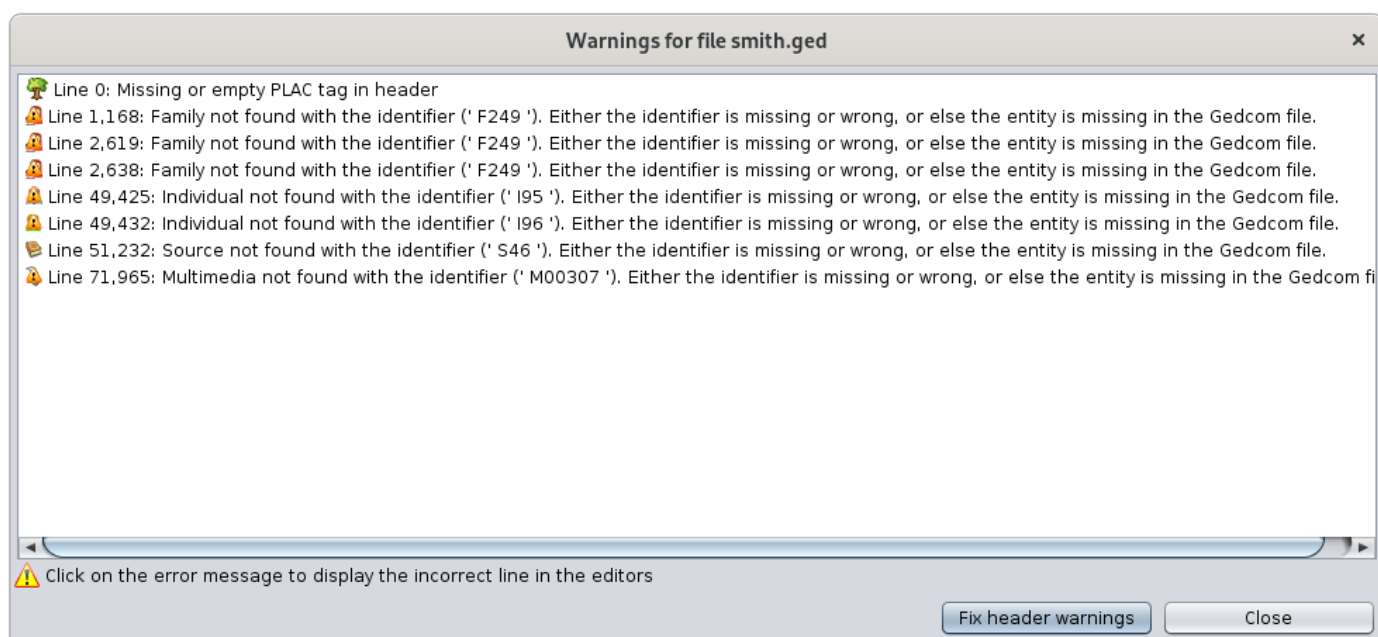 Warnings for file smith.ged
Line 0: Missing or empty PLAC tag in header
Line 1,168: Family not found with the identifier (' F249 '). Either the identifier is missing or wrong, or else the entity is missing in the Gedcom file.
Line 2,619: Family not found with the identifier (' F249 '). Either the identifier is missing or wrong, or else the entity is missing in the Gedcom file.
Line 2,638: Family not found with the identifier (' F249 '). Either the identifier is missing or wrong, or else the entity is missing in the Gedcom file.
Line 49,425: Individual not found with the identifier (' I95 '). Either the identifier is missing or wrong, or else the entity is missing in the Gedcom file.
Line 49,432: Individual not found with the identifier (' I96 '). Either the identifier is missing or wrong, or else the entity is missing in the Gedcom file.
Line 51,232: Source not found with the identifier (' S46 '). Either the identifier is missing or wrong, or else the entity is missing in the Gedcom file.
Line 71,965: Multimedia not found with the identifier (' M00307 '). Either the identifier is missing or wrong, or else the entity is missing in the Gedcom fi
Click on the error message to display the incorrect line in the editors
Fix header warnings
Close